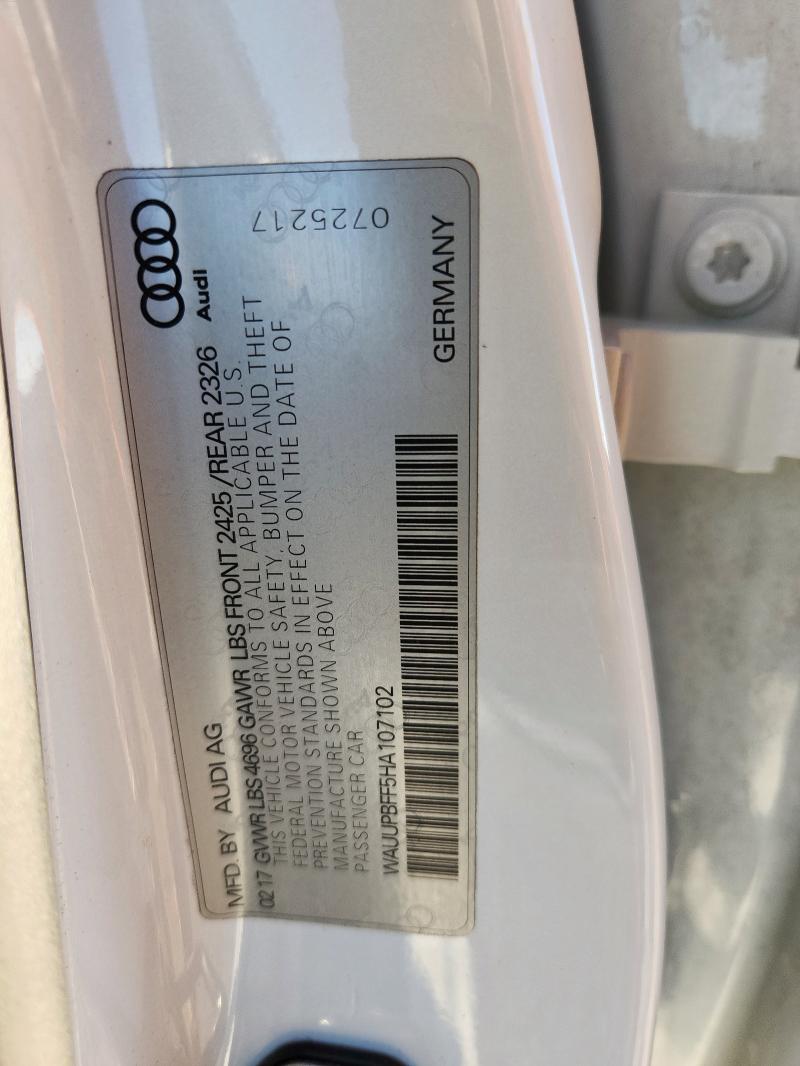 Audi
MFD. BY AUDI AG
02 17 GVWR LBS 4696 GAWR LBS FRONT 2425/REAR 2326
THIS VEHICLE CONFORMS TO ALL APPLICABLE U.S.
FEDERAL MOTOR VEHICLE SAFETY, BUMPER AND THEFT
PREVENTION STANDARDS IN EFFECT ON THE DATE OF
MANUFACTURE SHOWN ABOVE
PASSENGER CAR
WAUUPBFF5HA107102
GERMANY
0725217